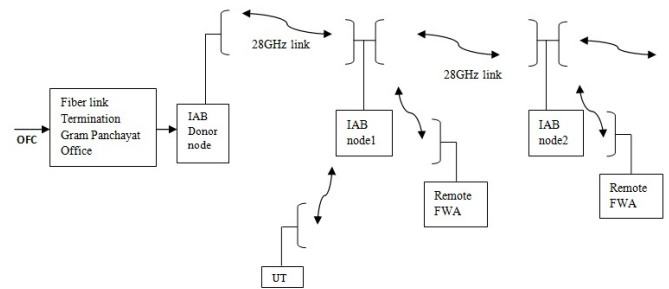 28GHz link
28GHz link
Fiber link
Termination
Gram Panchayat
Office
OFC
IAB
Donor
node
IAB
node1
IAB
node2
Remote
FWA
Remote
FWA
UT